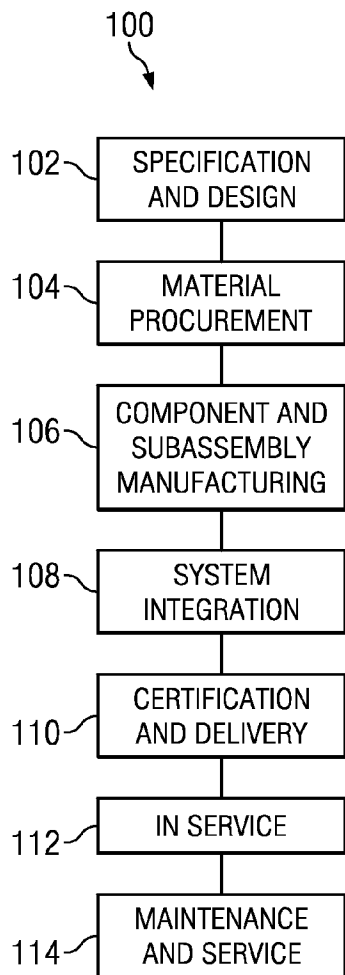 100
102
SPECIFICATION
AND DESIGN
104
MATERIAL
PROCUREMENT
106
COMPONENT AND
SUBASSEMBLY
MANUFACTURING
108
SYSTEM
INTEGRATION
110
CERTIFICATION
AND DELIVERY
112
IN SERVICE
114
MAINTENANCE
AND SERVICE